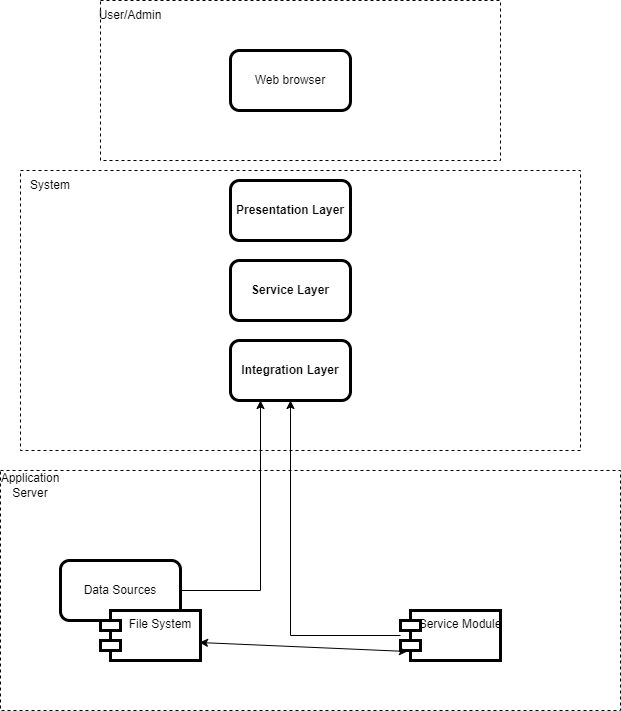 User/Admin
Web browser
System
Presentation Layer
Service Layer
Integration Layer
Application
Server
Data Sources
File System
Service Module